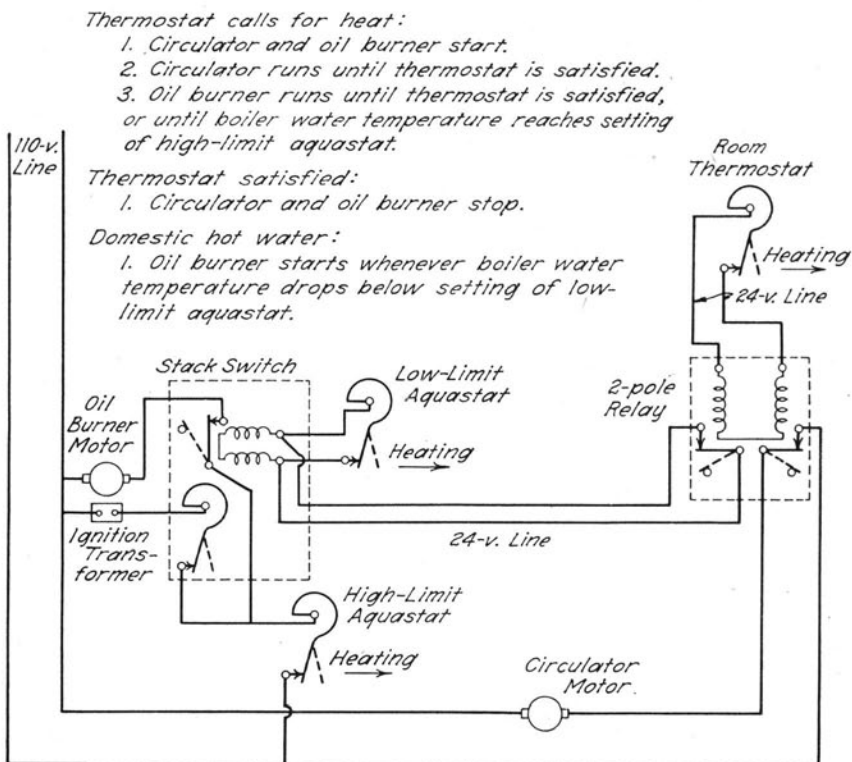 Thermostat calls for heat:
1. Circulator and oil burner start.
2. Circulator runs until thermostat is satisfied.
3. Oil burner runs until thermostat is satisfied,
or until boiler water temperature reaches setting
of high-limit aquastat.
110-v.
Line
Thermostat satisfied:
1. Circulator and oil burner stop.
Domestic hot water:
1. Oil burner starts whenever boiler water
temperature drops below setting of low-
limit aquastat.
Room
Thermostat
Heating
24-v. Line
Stack Switch
Low-Limit
Aquastat
Heating
2-pole
Relay
Oil
Burner
Motor
Ignition
Trans-
former
24-v. Line
High-Limit
Aquastat
Heating
Circulator
Motor